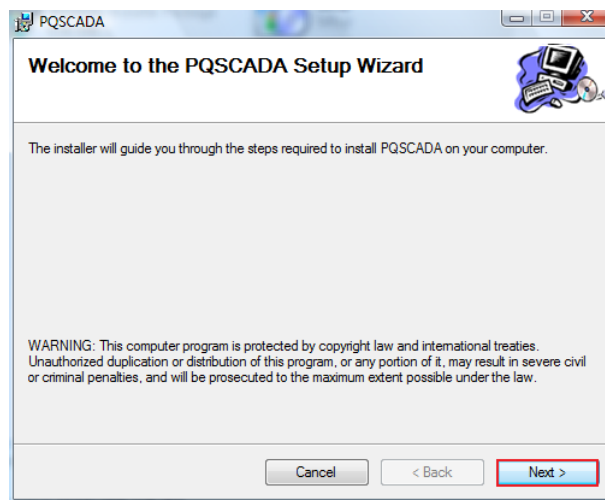 PQSCADA
Welcome to the PQSCADA Setup Wizard
The installer will guide you through the steps required to install PQSCADA on your computer.
WARNING: This computer program is protected by copyright law and international treaties.
Unauthorized duplication or distribution of this program, or any portion of it, may result in severe civil
or criminal penalties, and will be prosecuted to the maximum extent possible under the law.
Cancel
< Back
Next >